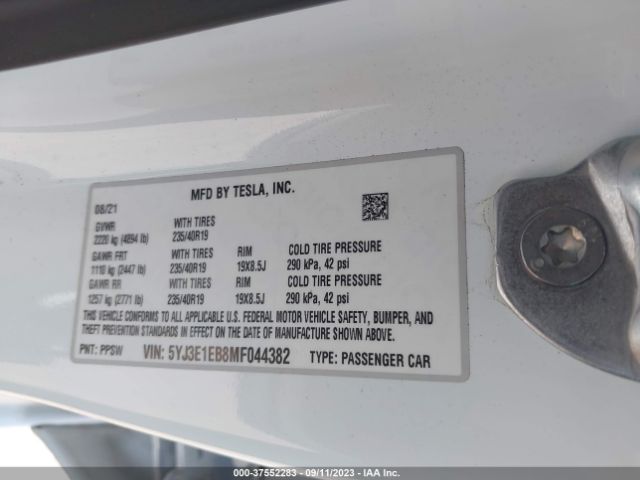 MFD BY TESLA, INC.
08/21
GVWR WITH TIRES
2220 kg (4894 lb) 235/40R19
GAWR FRT WITH TIRES RIM COLD TIRE PRESSURE
1110 kg (2447 lb) 235/40R19 19X8.5J 290 kPa, 42 psi
GAWR RR WITH TIRES RIM COLD TIRE PRESSURE
1257 kg (2771 lb) 235/40R19 19X8.5J 290 kPa, 42 psi
THIS VEHICLE CONFORMS TO ALL APPLICABLE U.S. FEDERAL MOTOR VEHICLE SAFETY, BUMPER, AND
THEFT PREVENTION STANDARDS IN EFFECT ON THE DATE OF MANUFACTURE SHOWN ABOVE.
PNT: PPSW VIN: 5YJ3E1EB8MF044382 TYPE: PASSENGER CAR
000-37552283 - 09/11/2023 - IAA Inc.